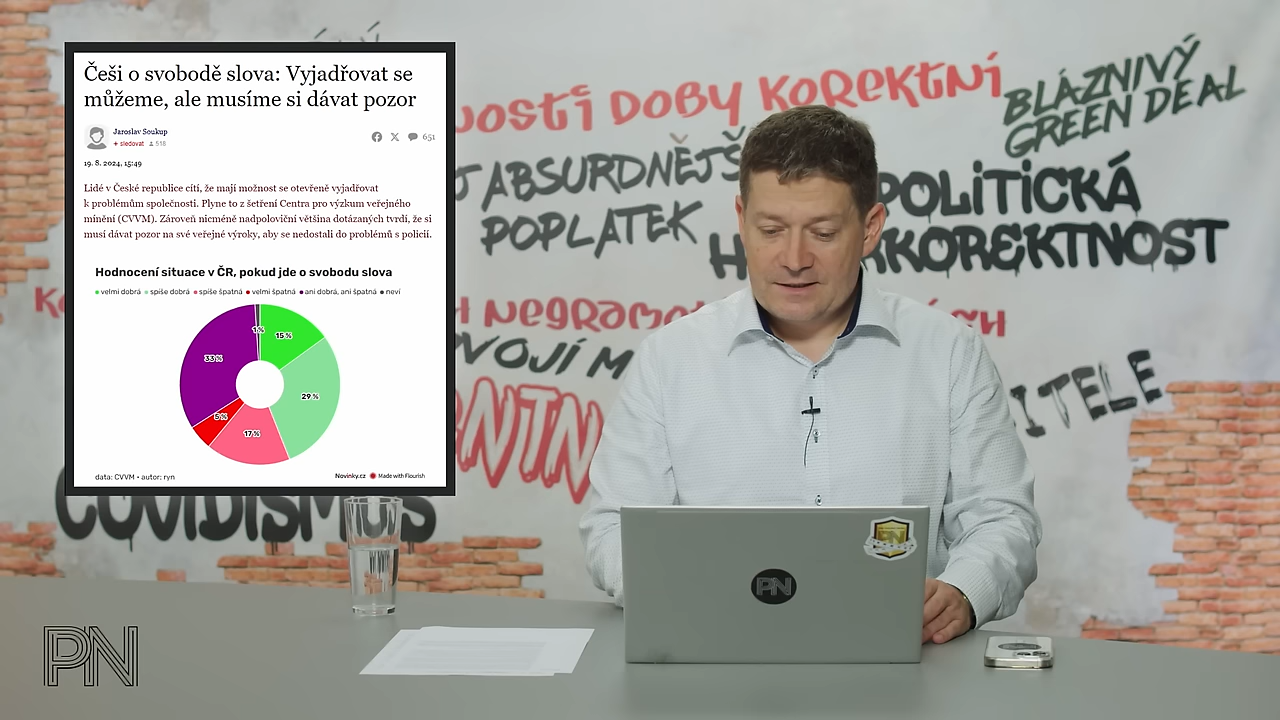 Češi o svobodě slova: Vyjadřovat se
můžeme, ale musíme si dávat pozor
Jaroslav Soukup
+ sledovat 518
651
19. 8. 2024, 15:49
Lidé v České republice cítí, že mají možnost se otevřeně vyjadřovat
k problémům společnosti. Plyne to z šetření Centra pro výzkum veřejného
mínění (CVVM). Zároveň nicméně nadpoloviční většina dotázaných tvrdí, že si
musí dávat pozor na své veřejné výroky, aby se nedostali do problémů s policií.
Hodnocení situace v ČR, pokud jde o svobodu slova
velmi dobrá spíše dobrá spíše špatná velmi špatná ani dobrá, ani špatná neví
1 %
15 %
33 %
29 %
5 %
17 %
data: CVVM • autor: ryn
Novinky.cz Made with Flourish
DOBY KOREKTNÍ
BLÁZNIVÝ
GREEN DEAL
POPLATEK
POLITICKÁ
COVIDISMUS
PN
PN